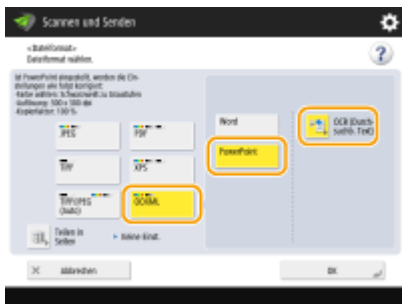 Scannen und Senden
<Dateiformat>
Dateiformat wählen.
Ist PowerPoint eingestellt, werden die Ein-
stellungen wie folgt korrigiert:
-Farbe wählen: Schwarzweiß zu Graustufen
-Auflösung: 300 x 300 dpi
-Kopierfaktor: 100 %
JPEG
PDF
TIFF
XPS
TIFF/JPEG
(Auto)
OOXML
Word
PowerPoint
OCR (Durch-
suchb. Text)
Teilen in
Seiten
Keine Einst.
Abbrechen
OK